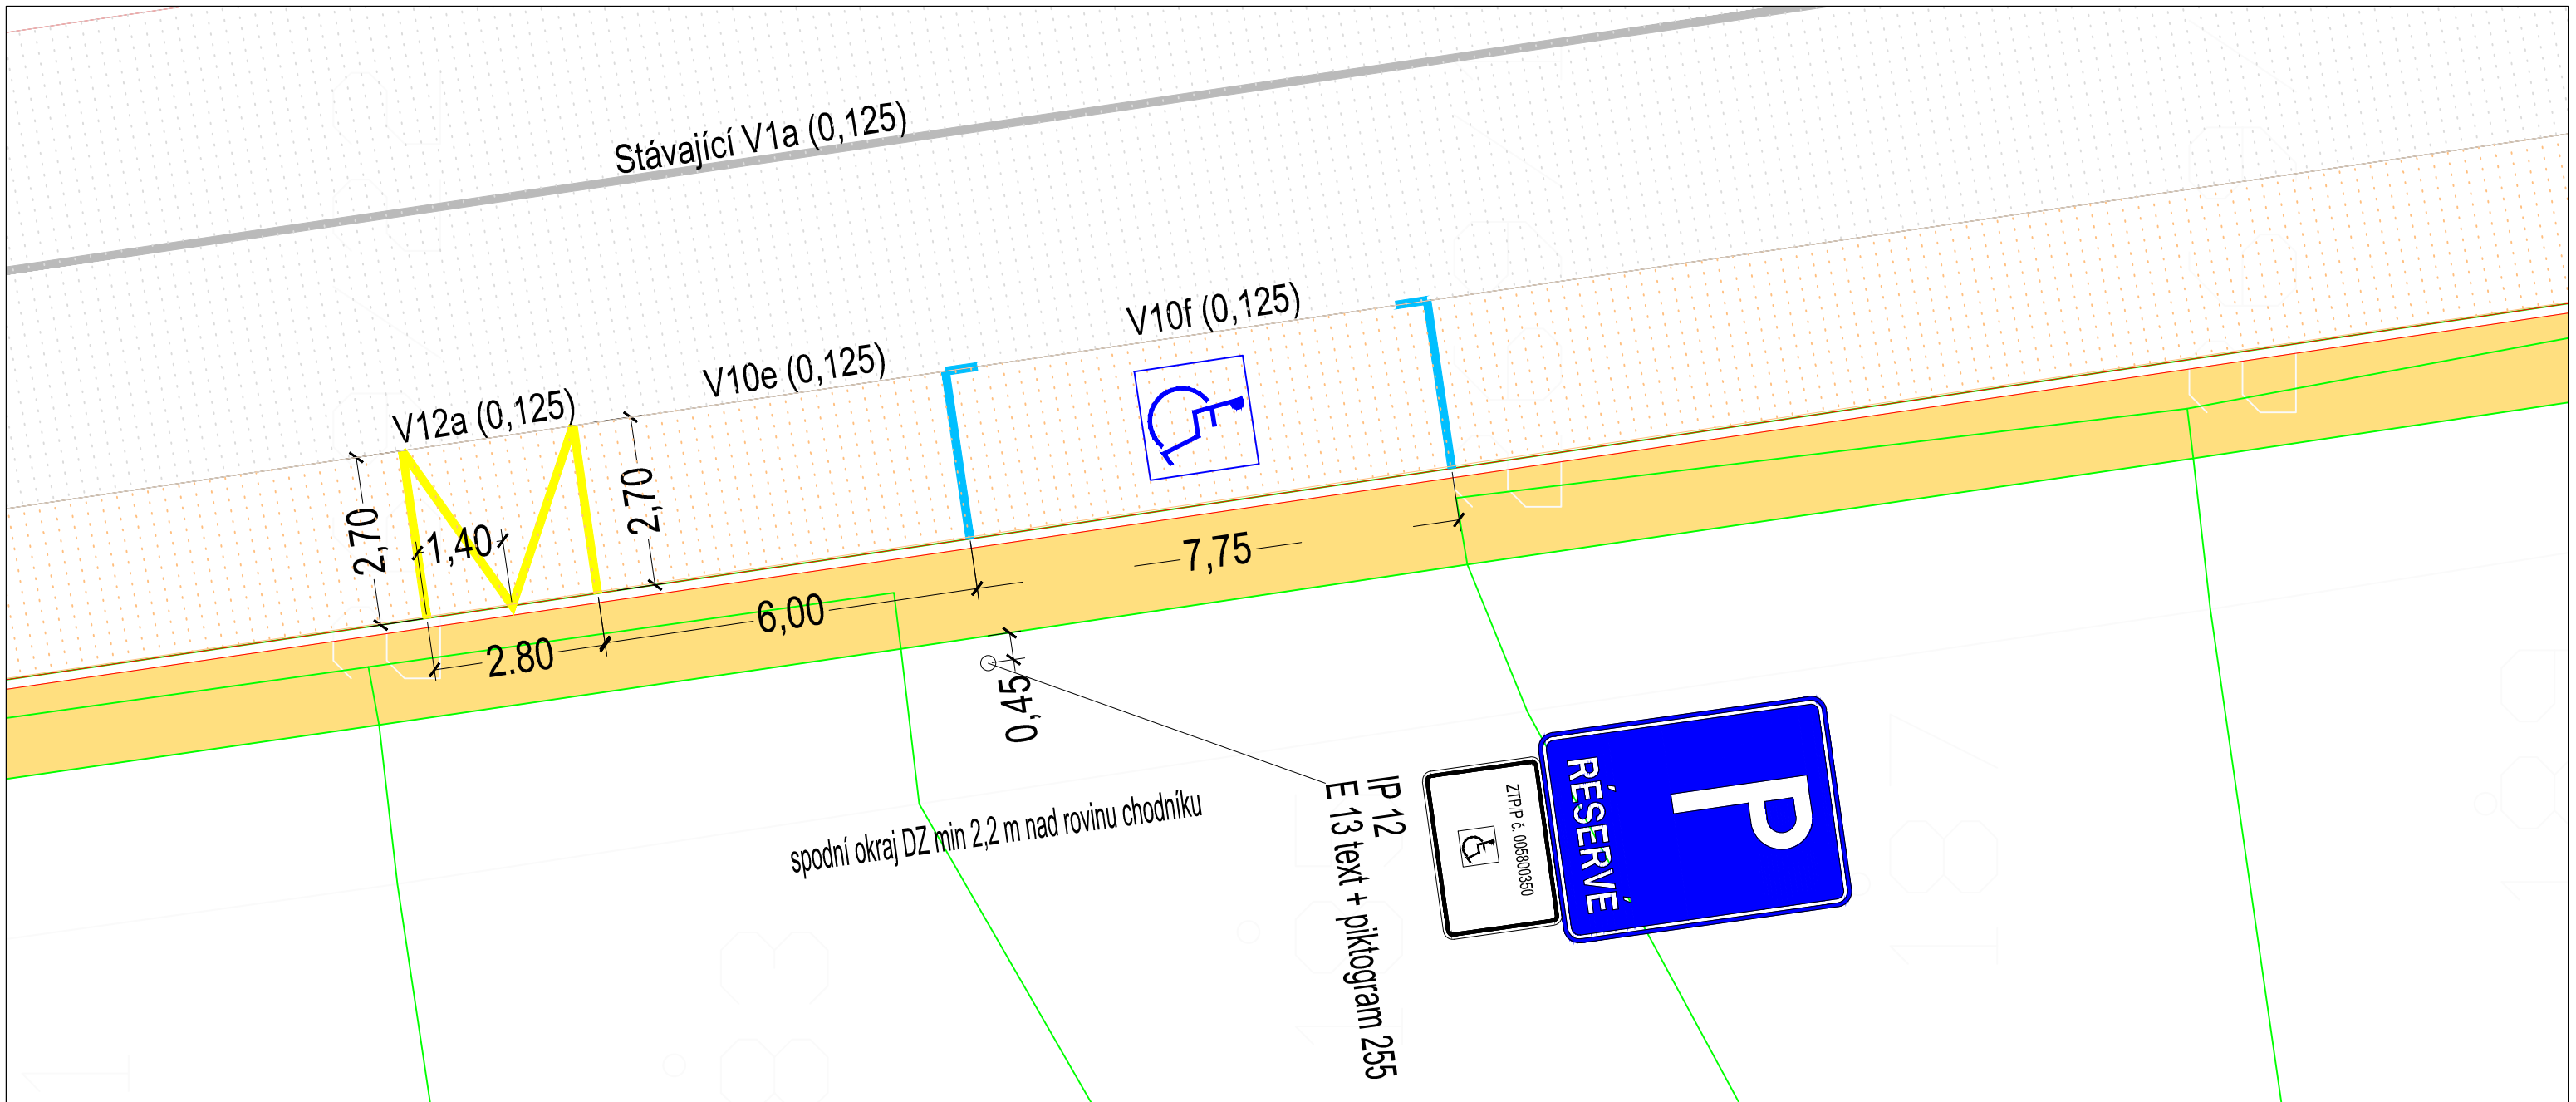 Stávající V1a (0,125)
V10f (0,125)
V10e (0,125)
V12a (0,125)
2,70
1,40
2,70
7,75
6,00
2.80
0,45
spodní okraj DZ min 2,2 m nad rovinu chodníku
IP 12
E 13 text + piktogram 255
P
RÉSERVÉ
ZTP/P č. 005800350